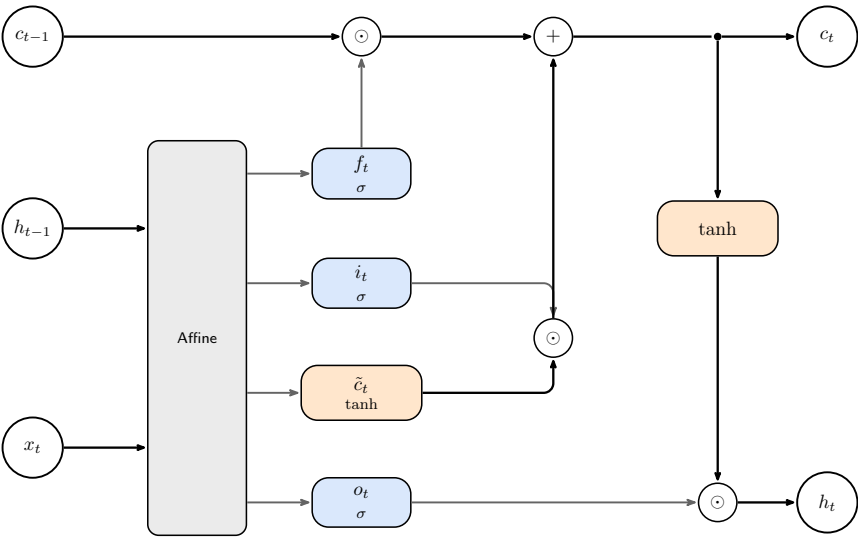 c_{t−1}
⊙
+
c_t
f_t
σ
h_{t−1}
tanh
i_t
σ
Affine
⊙
c̃_t
tanh
x_t
o_t
σ
⊙
h_t